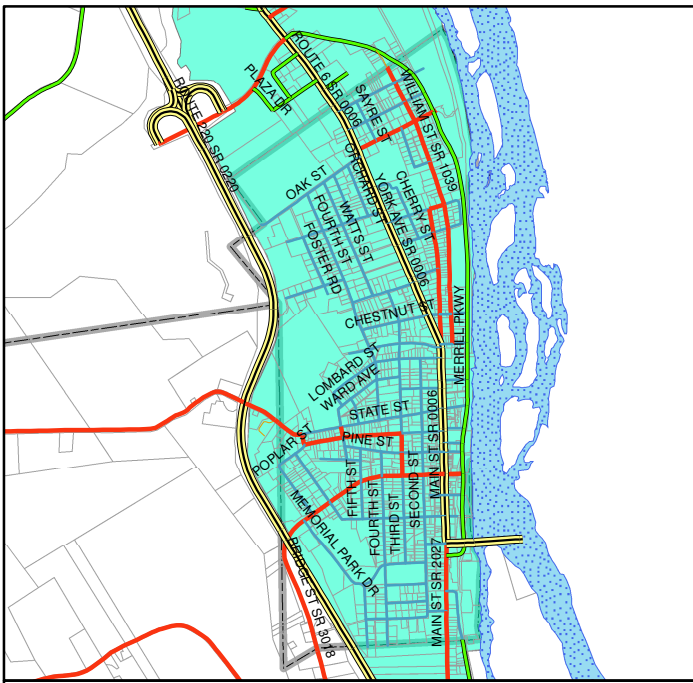 ROUTE 6 SR 0006
PLAZA DR
ROUTE 220 SR 0220
SAYRE ST
WILLIAM ST SR 1039
ORCHARD ST
OAK ST
YORK AVE SR 0006
CHERRY ST
WATTS ST
FOURTH ST
FOSTER RD
CHESTNUT ST
MERRILL PKWY
LOMBARD ST
WARD AVE
STATE ST
MAIN ST SR 0006
POPLAR ST
PINE ST
FIFTH ST
FOURTH ST
THIRD ST
SECOND ST
MEMORIAL PARK DR
BRIDGE ST SR 3018
MAIN ST SR 2027